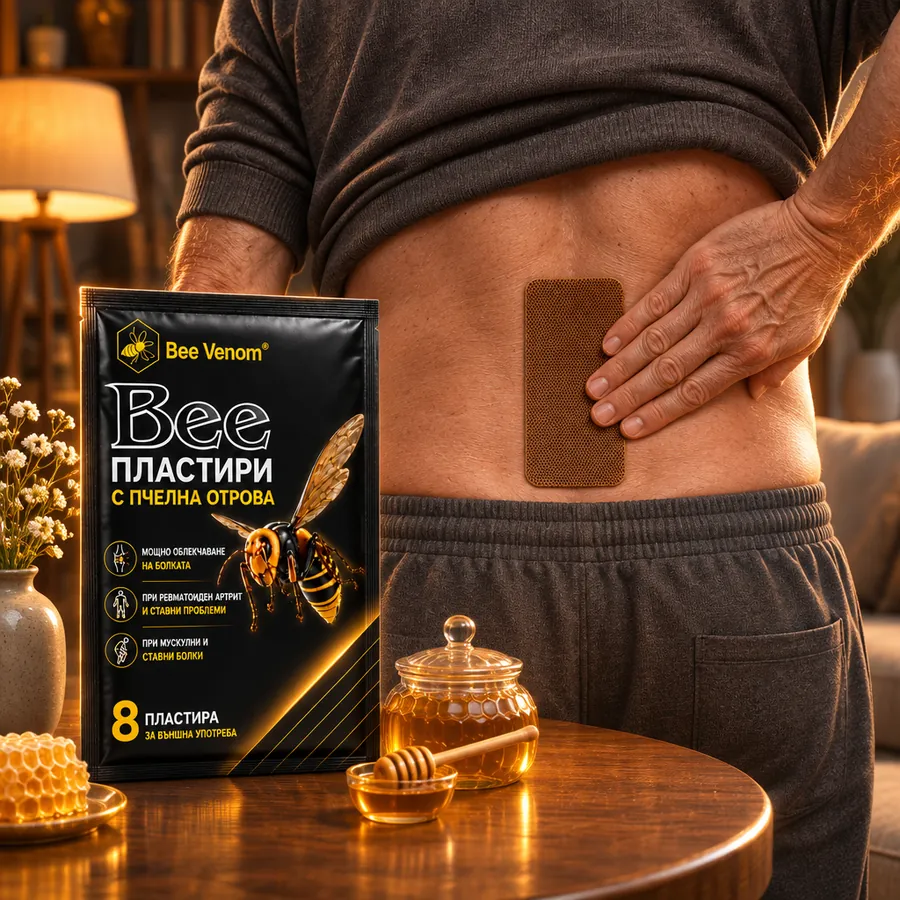 Bee Venom®
Bee
ПЛАСТИРИ
С ПЧЕЛНА ОТРОВА
МОЩНО ОБЛЕКЧАВАНЕ
НА БОЛКАТА
ПРИ РЕВМАТОИДЕН АРТРИТ
И СТАВНИ ПРОБЛЕМИ
ПРИ МУСКУЛНИ И
СТАВНИ БОЛКИ
8 ПЛАСТИРА
ЗА ВЪНШНА УПОТРЕБА